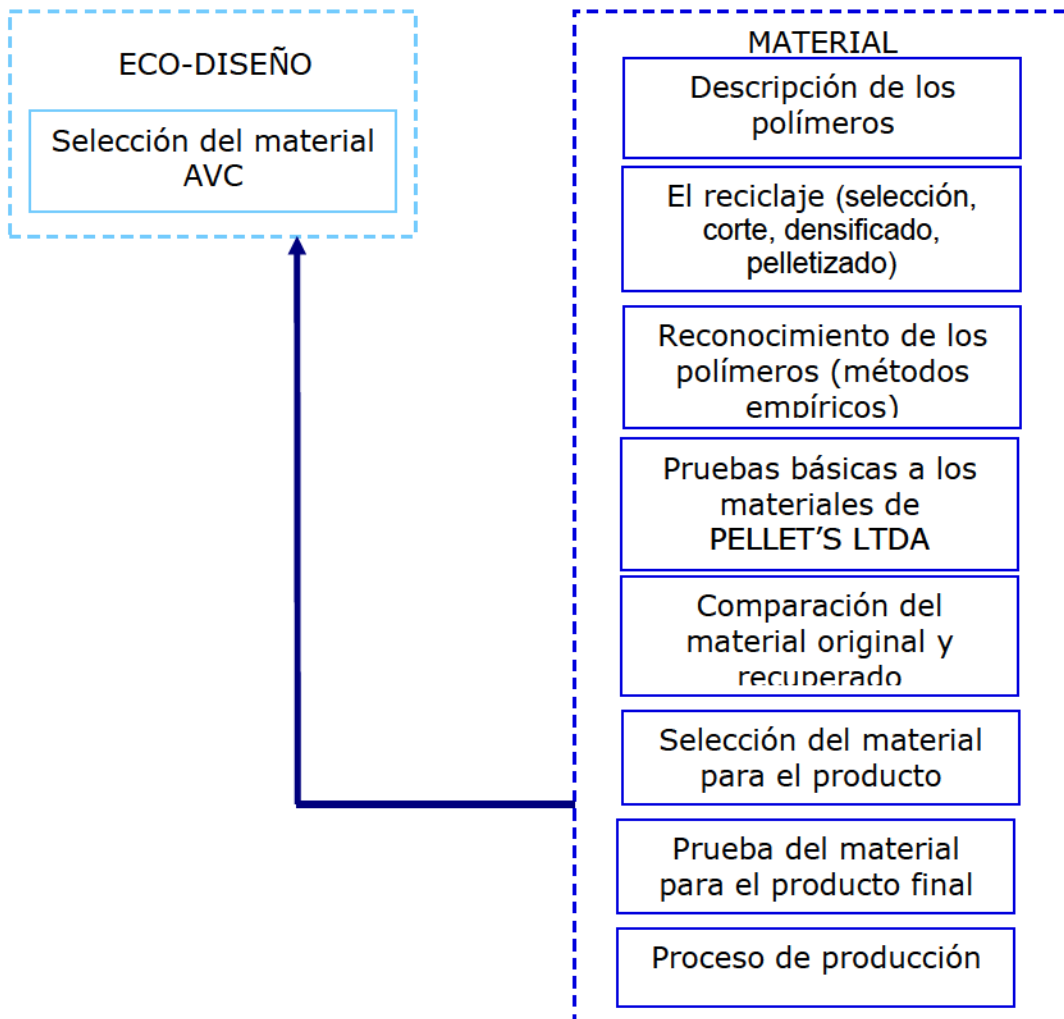 ECO-DISEÑO
Selección del material
AVC
MATERIAL
Descripción de los
polímeros
El reciclaje (selección,
corte, densificado,
pelletizado)
Reconocimiento de los
polímeros (métodos
empíricos)
Pruebas básicas a los
materiales de
PELLET’S LTDA
Comparación del
material original y
recuperado
Selección del material
para el producto
Prueba del material
para el producto final
Proceso de producción